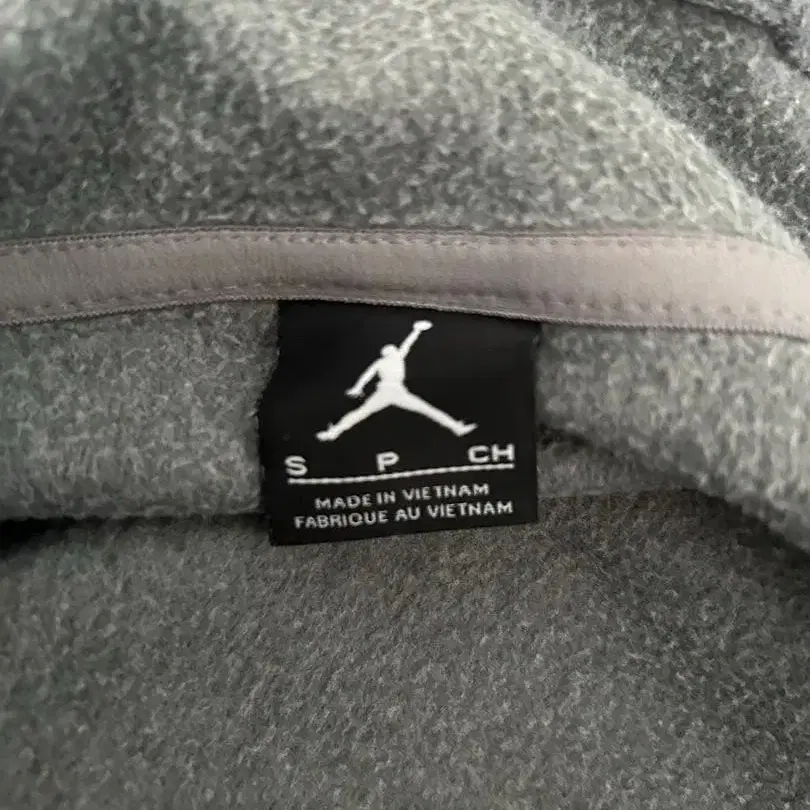 S P CH
MADE IN VIETNAM
FABRIQUE AU VIETNAM